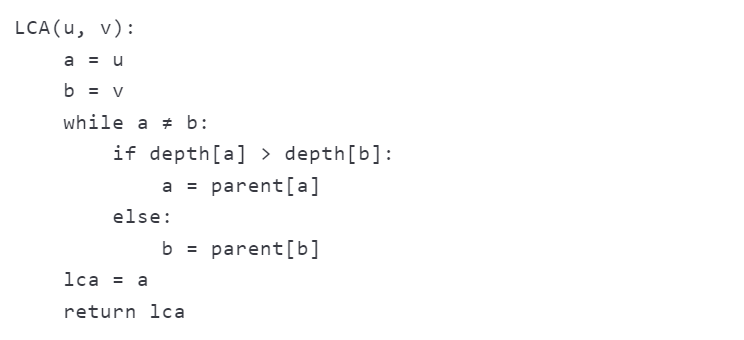 LCA(u, v):
    a = u
    b = v
    while a ≠ b:
        if depth[a] > depth[b]:
            a = parent[a]
        else:
            b = parent[b]
    lca = a
    return lca